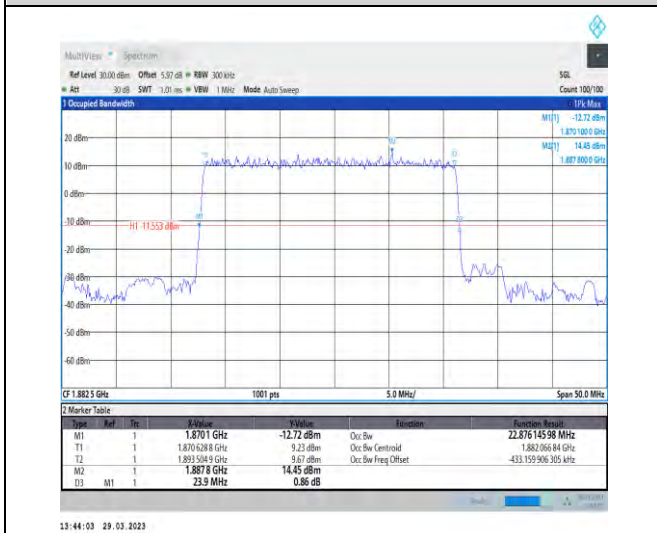 MultiView Spectrum
Ref Level 30.00 dBm Offset 5.97 dB RBW 300 kHz SGL
Att 30 dB SWT 1.01 ms VBW 1 MHz Mode Auto Sweep Count 100/100
1 Occupied Bandwidth 1Pk Max
M1[1] -12.72 dBm
1.870 100 0 GHz
M2[1] 14.45 dBm
1.887 800 0 GHz
20 dBm
10 dBm
0 dBm
-10 dBm
H1 -11.553 dBm
-20 dBm
-30 dBm
-40 dBm
-50 dBm
-60 dBm
CF 1.882 5 GHz 1001 pts 5.0 MHz/ Span 50.0 MHz
2 Marker Table
Type Ref Trc X-Value Y-Value Function Function Result
M1 1 1.8701 GHz -12.72 dBm Occ Bw 22.876 145 98 MHz
T1 1 1.870 628 8 GHz 9.23 dBm Occ Bw Centroid 1.882 066 84 GHz
T2 1 1.893 504 9 GHz 9.67 dBm Occ Bw Freq Offset -433.159 906 305 kHz
M2 1 1.887 8 GHz 14.45 dBm
D3 M1 1 23.9 MHz 0.86 dB
13:44:03 29.03.2023